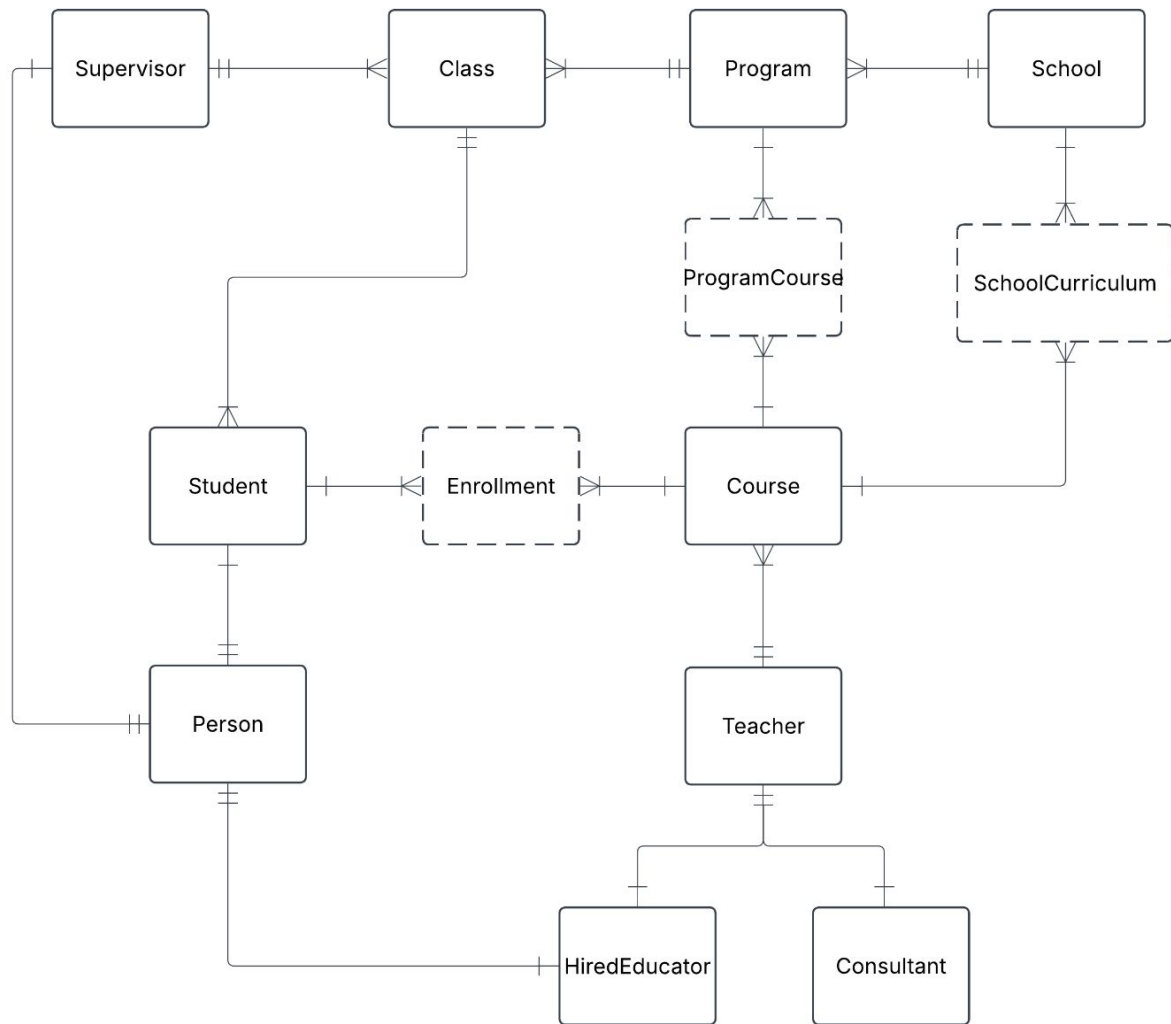 Supervisor
Class
Program
School
ProgramCourse
SchoolCurriculum
Student
Enrollment
Course
Person
Teacher
HiredEducator
Consultant